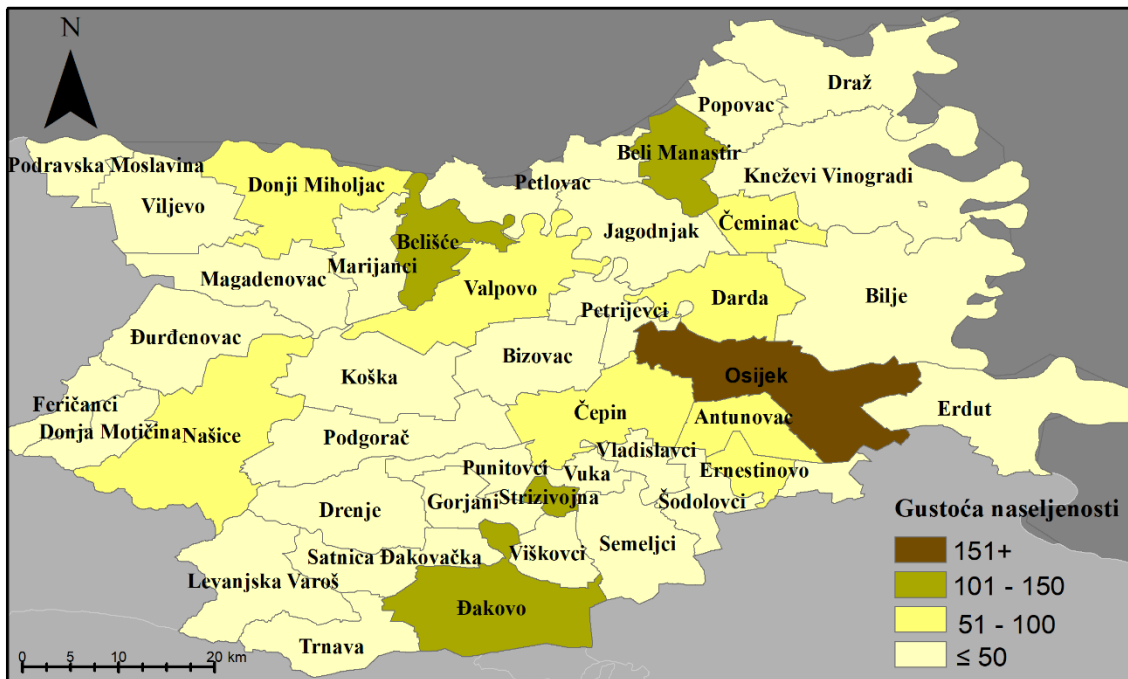 N
Draž
Popovac
Podravska Moslavina
Beli Manastir
Donji Miholjac
Petlovac
Kneževi Vinogradi
Viljevo
Čeminac
Jagodnjak
Belišće
Marijanci
Magadenovac
Valpovo
Darda
Bilje
Petrijevci
Đurđenovac
Bizovac
Koška
Osijek
Feričanci
Erdut
Čepin
Antunovac
Donja Motičina
Našice
Podgorač
Vladislavci
Punitovci
Vuka
Ernestinovo
Strizivojna
Gorjani
Šodolovci
Drenje
Semeljci
Satnica Đakovačka
Viškovci
Levanjska Varoš
Đakovo
Trnava
Gustoća naseljenosti
151+
101 - 150
51 - 100
≤ 50
0 5 10 20 km